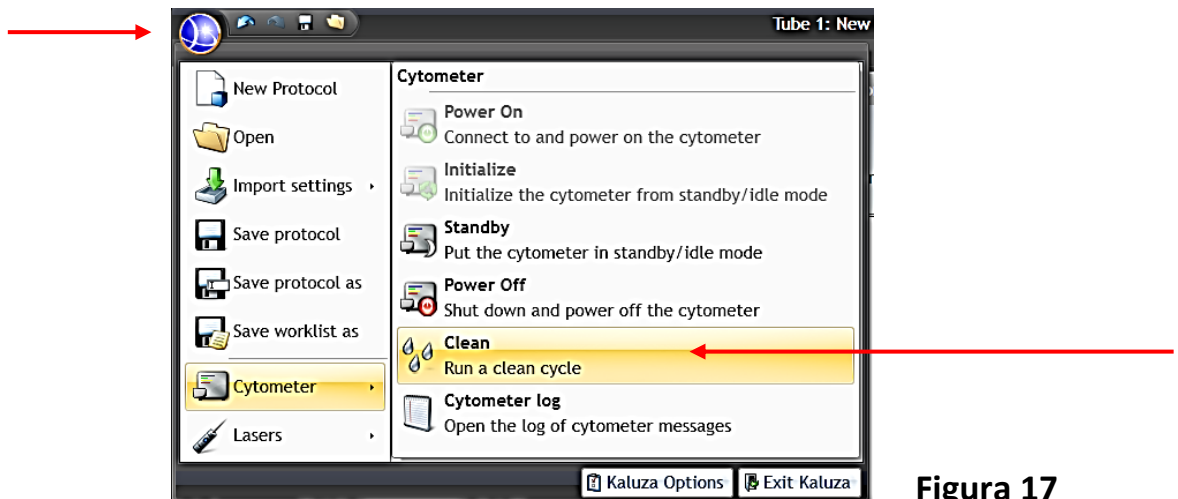 Tube 1: New
New Protocol
Open
Import settings
Save protocol
Save protocol as
Save worklist as
Cytometer
Lasers
Cytometer
Power On
Connect to and power on the cytometer
Initialize
Initialize the cytometer from standby/idle mode
Standby
Put the cytometer in standby/idle mode
Power Off
Shut down and power off the cytometer
Clean
Run a clean cycle
Cytometer log
Open the log of cytometer messages
Kaluza Options
Exit Kaluza
Figura 17